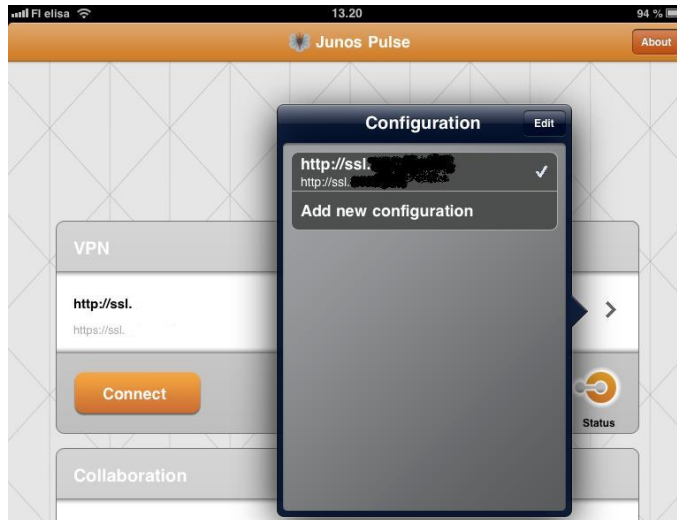 FI elisa
13.20
94 %
Junos Pulse
About
Configuration
Edit
http://ssl.
http://ssl.
Add new configuration
VPN
http://ssl.
https://ssl.
Connect
Status
Collaboration